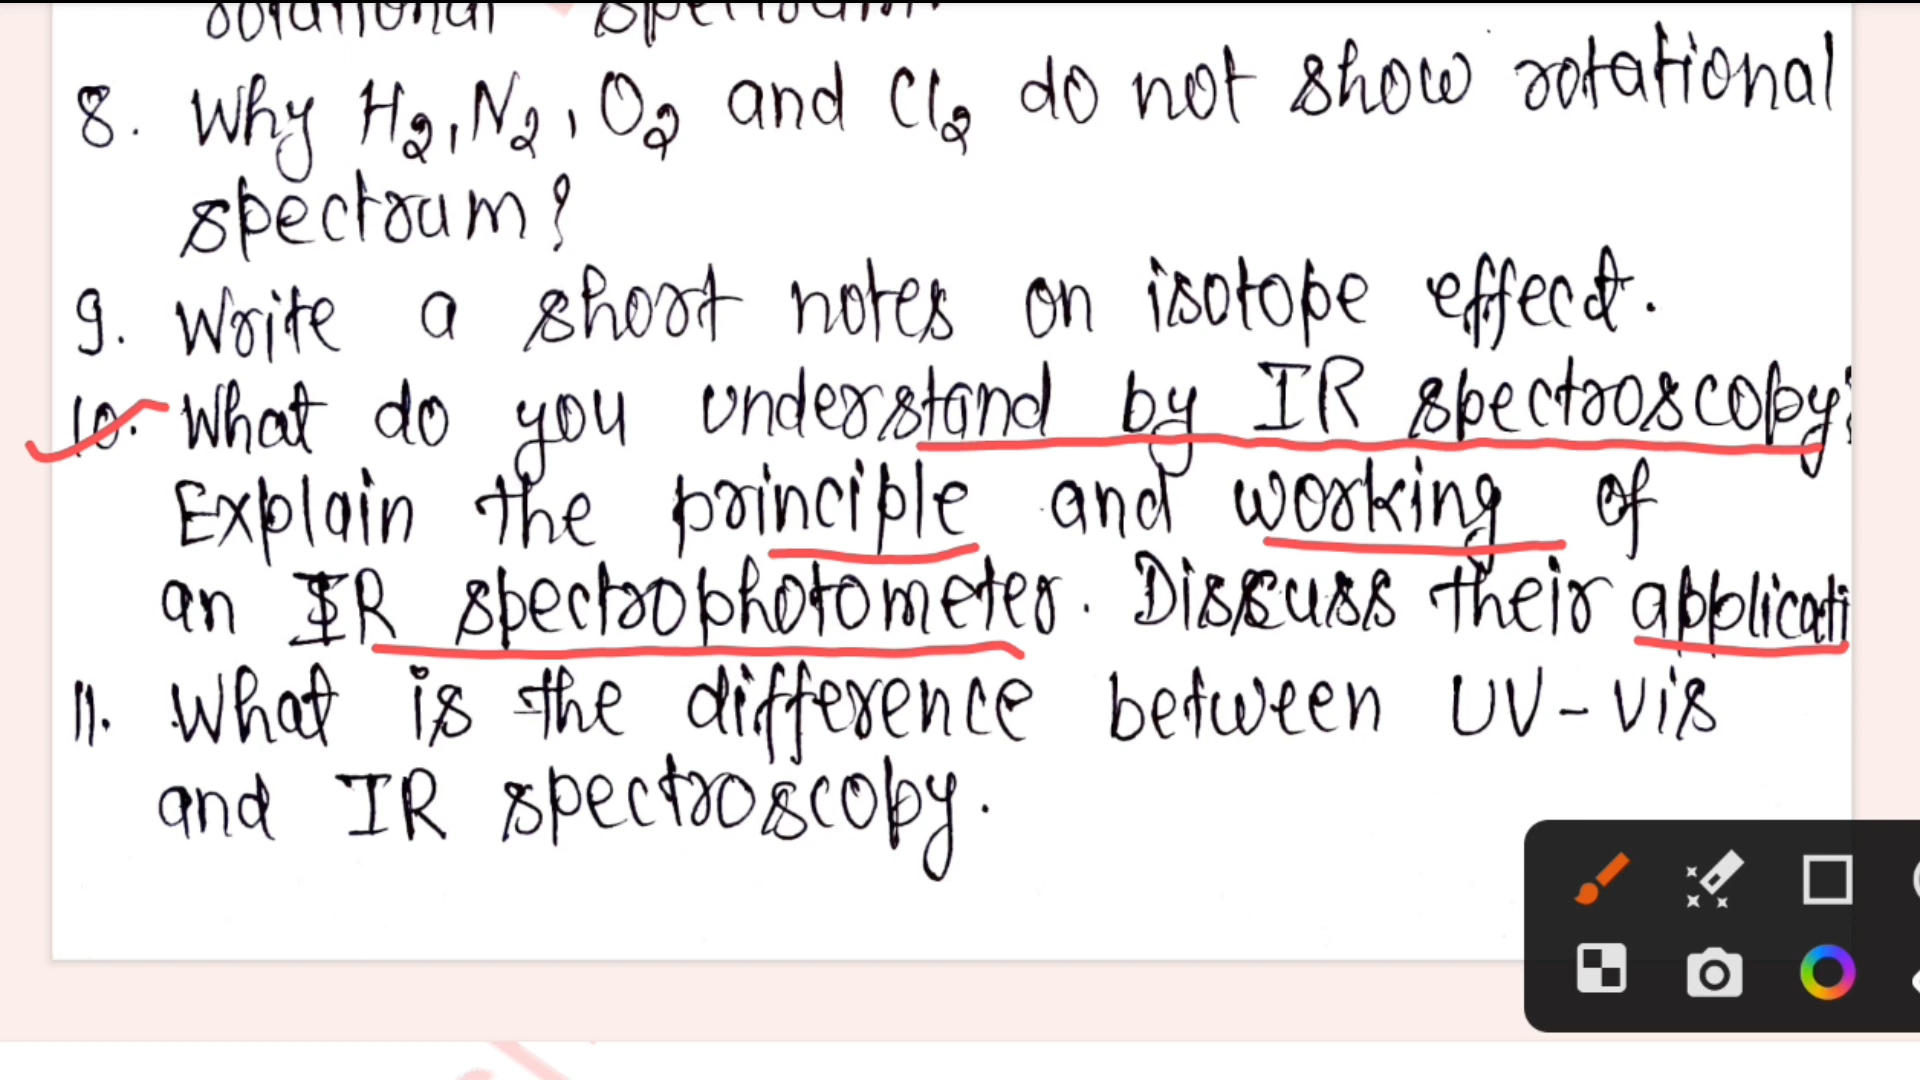 rotational spectrum.
8. Why H2, N2, O2 and Cl2 do not show rotational
spectrum?
9. Write a short notes on isotope effect.
10. What do you understand by IR spectroscopy?
Explain the principle and working of
an IR spectrophotometer. Discuss their applicati
11. What is the difference between UV-Vis
and IR spectroscopy.